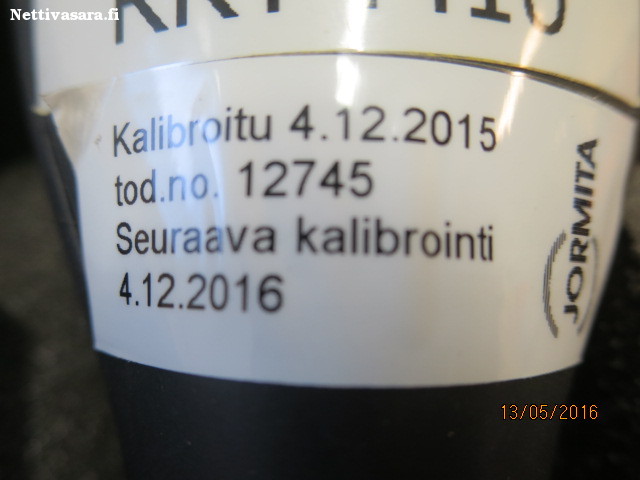 Nettivasara.fi
Kalibroitu 4.12.2015
tod.no. 12745
Seuraava kalibrointi
4.12.2016
JORMITA
13/05/2016